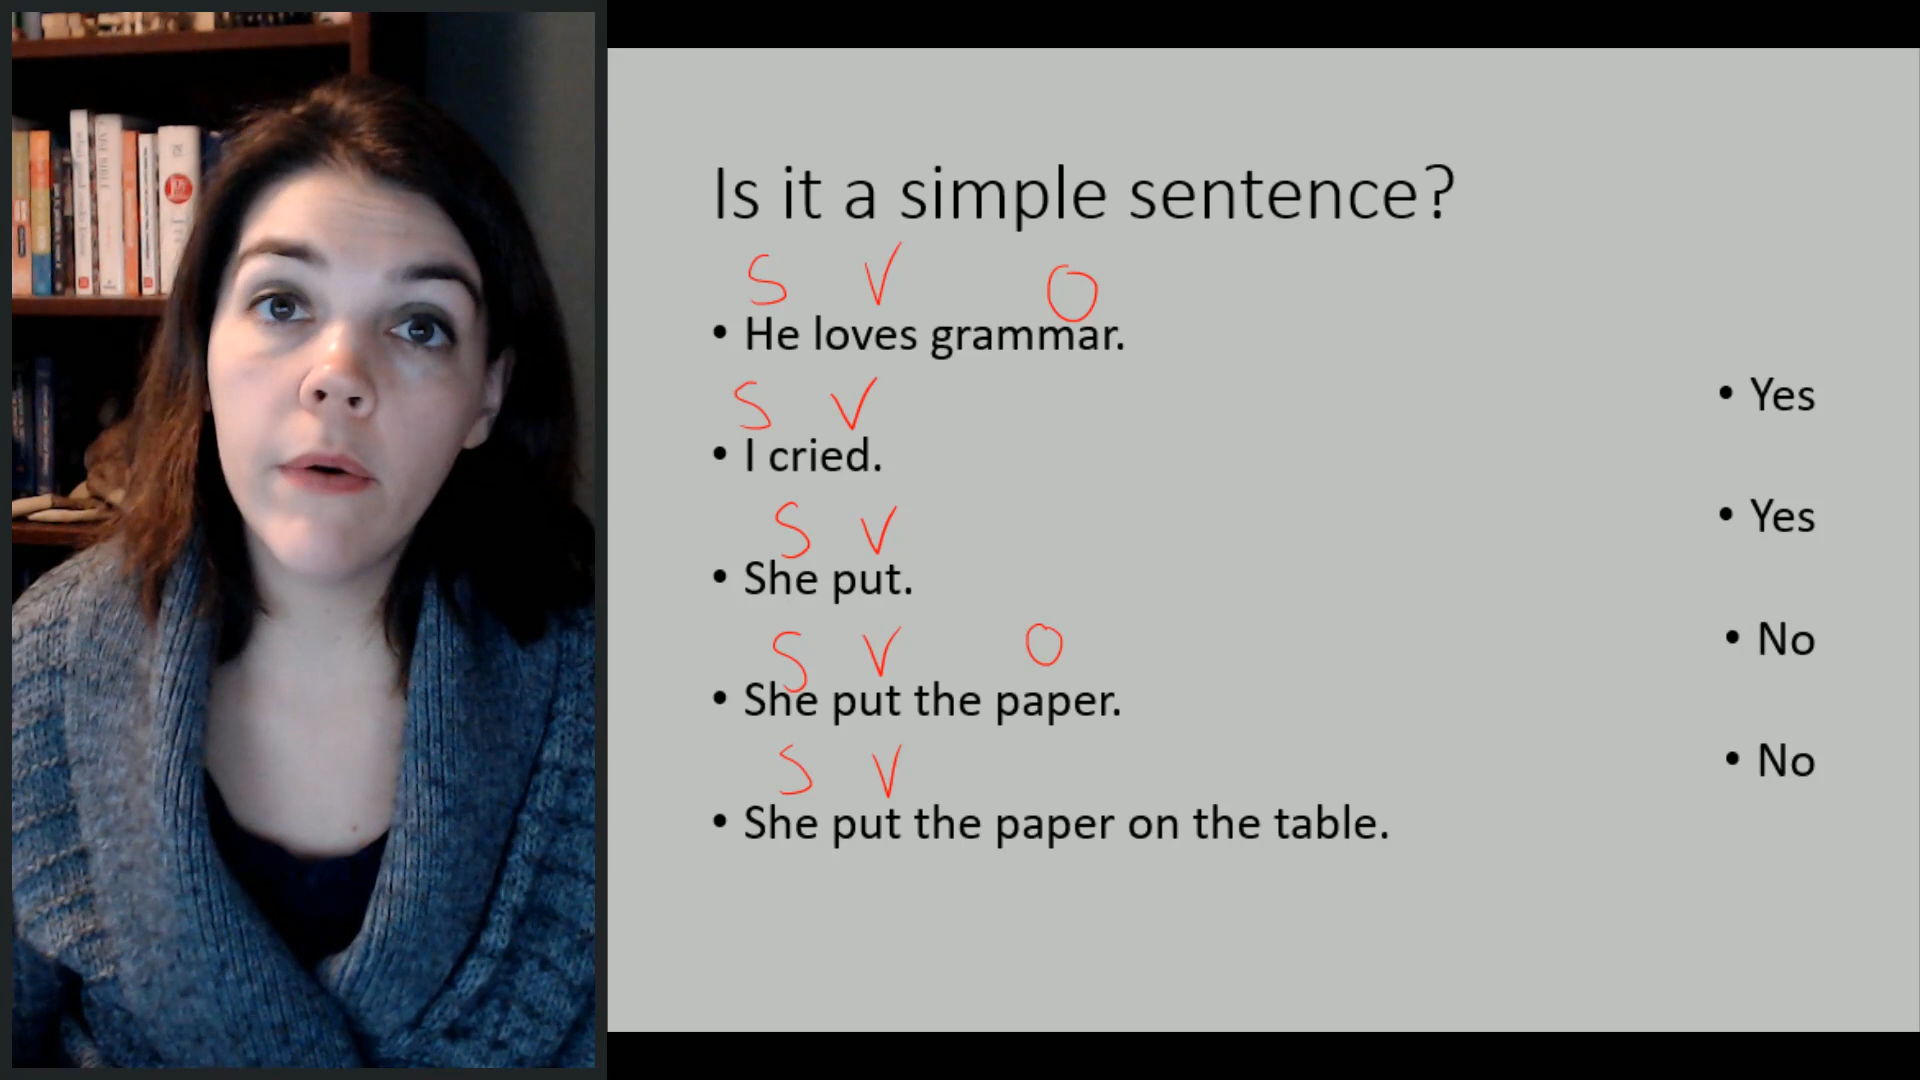 Is it a simple sentence?
S V O
• He loves grammar.
• Yes
S V
• I cried.
• Yes
S V
• She put.
• No
S V O
• She put the paper.
• No
S V
• She put the paper on the table.